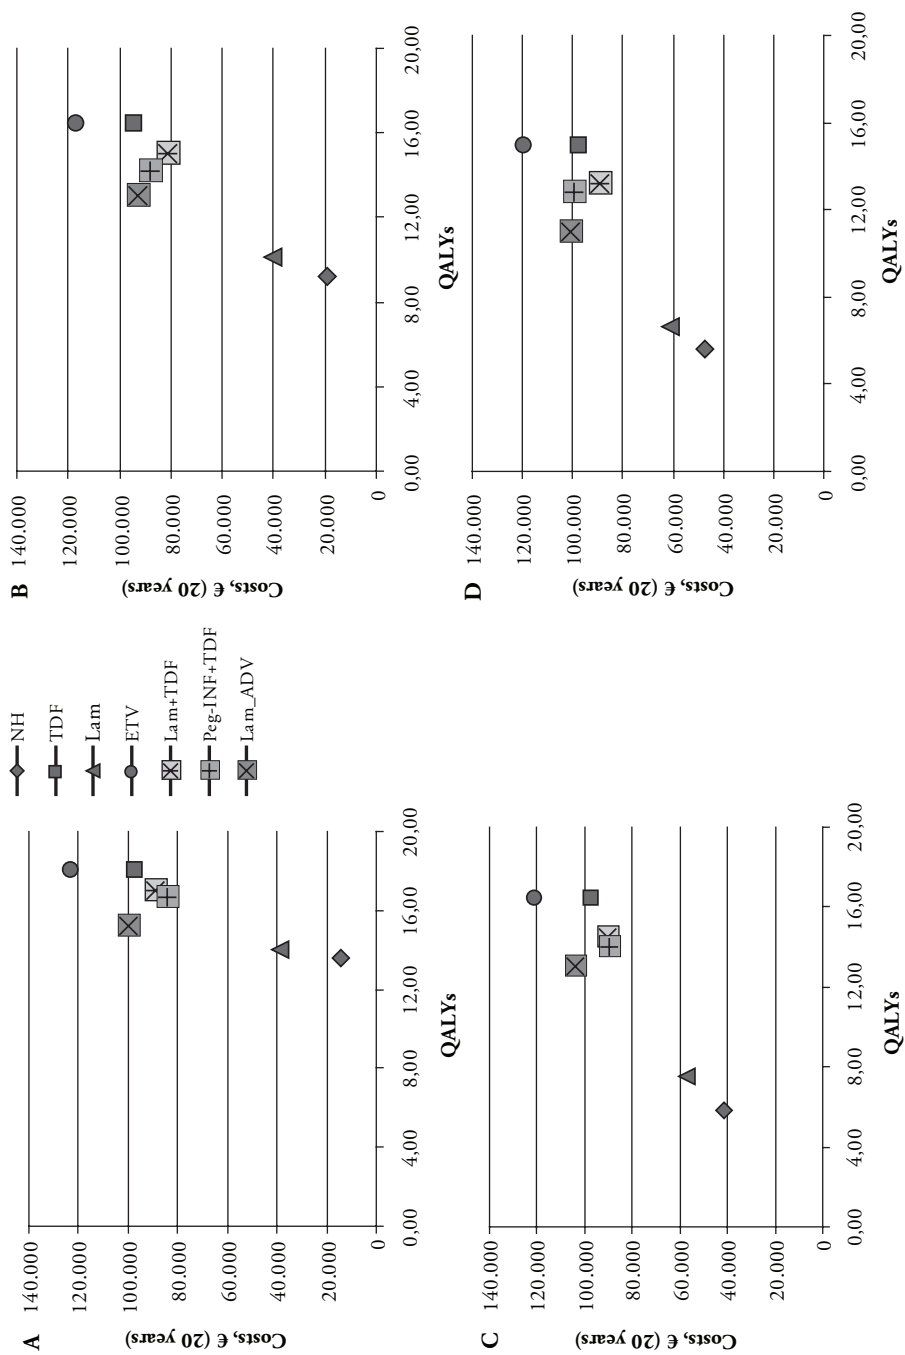 A
Costs, € (20 years)
140.000
120.000
100.000
80.000
60.000
40.000
20.000
0
0,00 4,00 8,00 12,00 16,00 20,00
QALYs
NH
TDF
Lam
ETV
Lam+TDF
Peg-INF+TDF
Lam_ADV
B
Costs, € (20 years)
140.000
120.000
100.000
80.000
60.000
40.000
20.000
0
0,00 4,00 8,00 12,00 16,00 20,00
QALYs
C
Costs, € (20 years)
140.000
120.000
100.000
80.000
60.000
40.000
20.000
0
0,00 4,00 8,00 12,00 16,00 20,00
QALYs
D
Costs, € (20 years)
140.000
120.000
100.000
80.000
60.000
40.000
20.000
0
0,00 4,00 8,00 12,00 16,00 20,00
QALYs